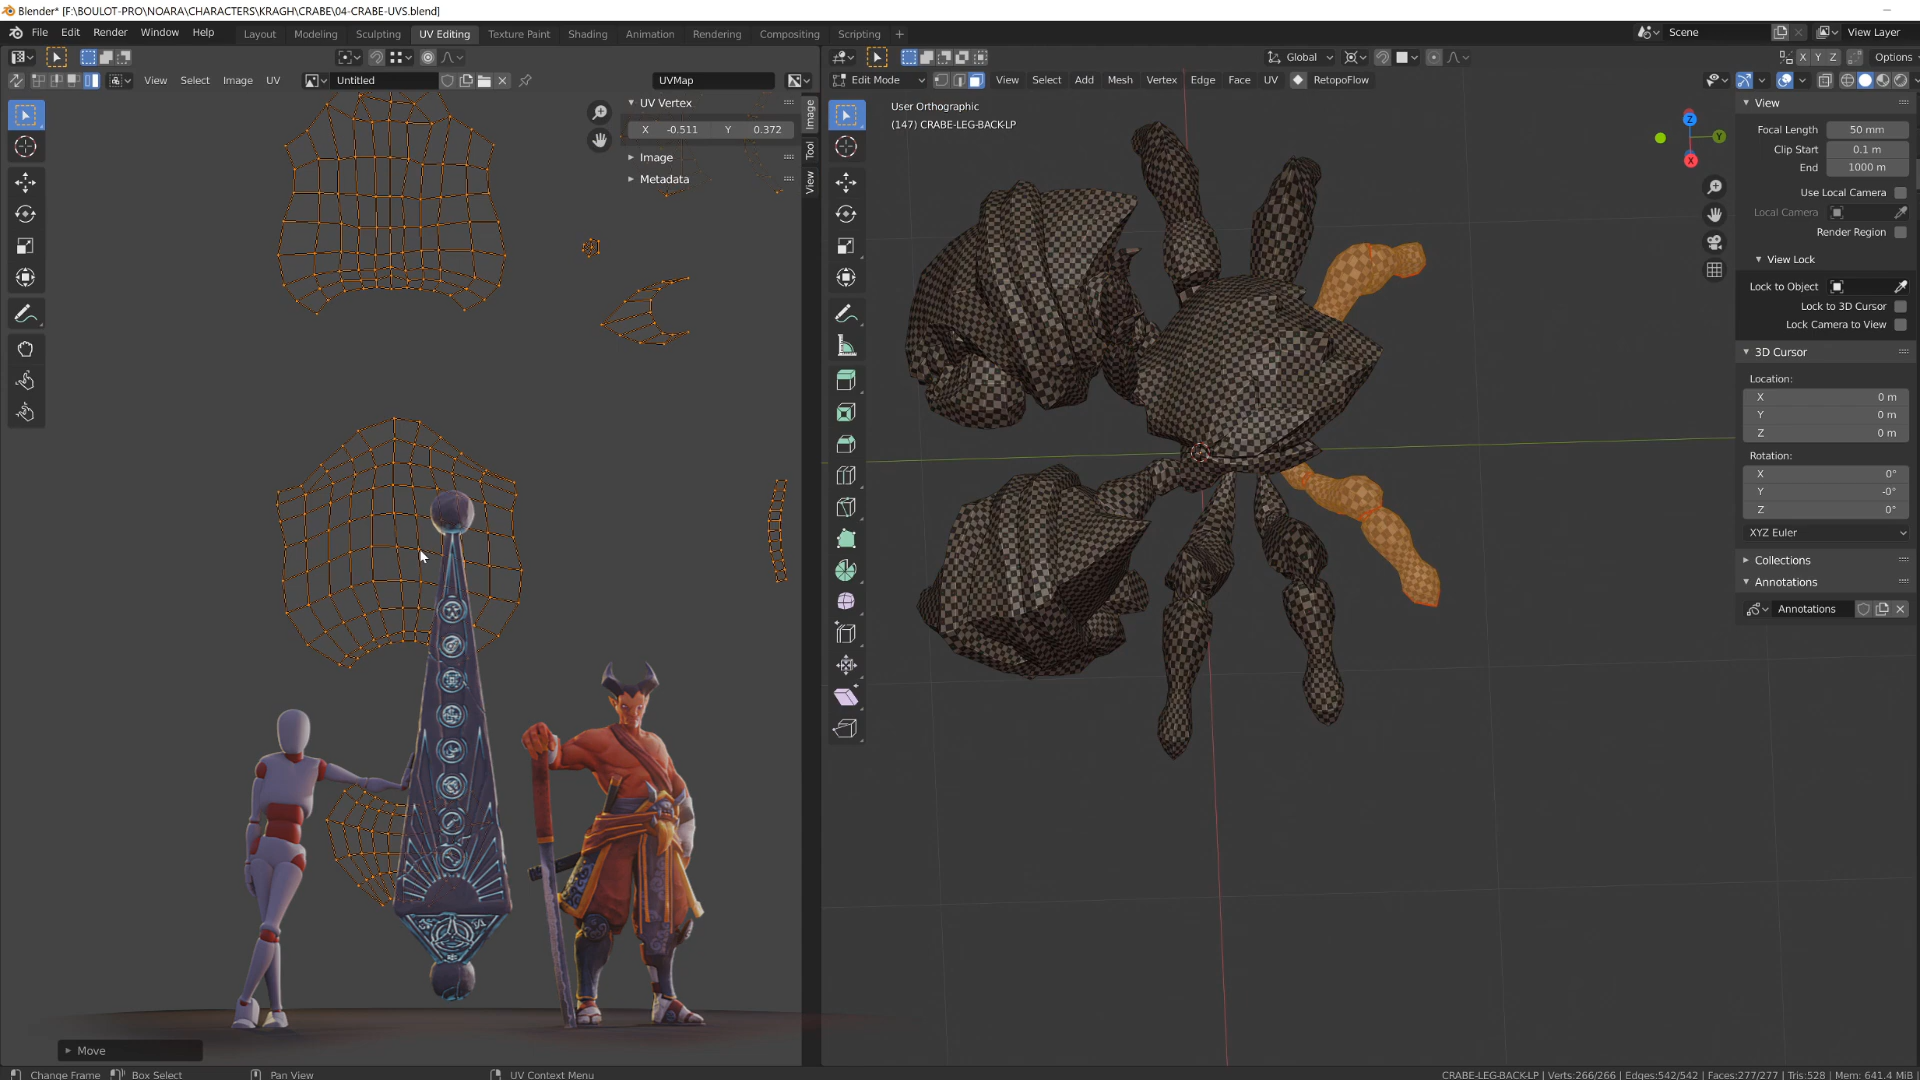 Blender* [F:\BOULOT-PRO\NOARA\CHARACTERS\KRAGH\CRABE\04-CRABE-UVS.blend]
File Edit Render Window Help
Layout Modeling Sculpting UV Editing Texture Paint Shading Animation Rendering Compositing Scripting +
Scene
View Layer
Global
X Y Z
Options
View Select Image UV
Untitled
UVMap
Edit Mode
View Select Add Mesh Vertex Edge Face UV RetopoFlow
UV Vertex
X -0.511 Y 0.372
Image
Metadata
Image
Tool
View
User Orthographic
(147) CRABE-LEG-BACK-LP
Z
Y
X
View
Focal Length 50 mm
Clip Start 0.1 m
End 1000 m
Use Local Camera
Local Camera
Render Region
View Lock
Lock to Object
Lock to 3D Cursor
Lock Camera to View
3D Cursor
Location:
X 0 m
Y 0 m
Z 0 m
Rotation:
X 0°
Y -0°
Z 0°
XYZ Euler
Collections
Annotations
Annotations
Move
Change Frame
Box Select
Pan View
UV Context Menu
CRABE-LEG-BACK-LP | Verts:266/266 | Edges:542/542 | Faces:277/277 | Tris:528 | Mem: 641.4 MiB